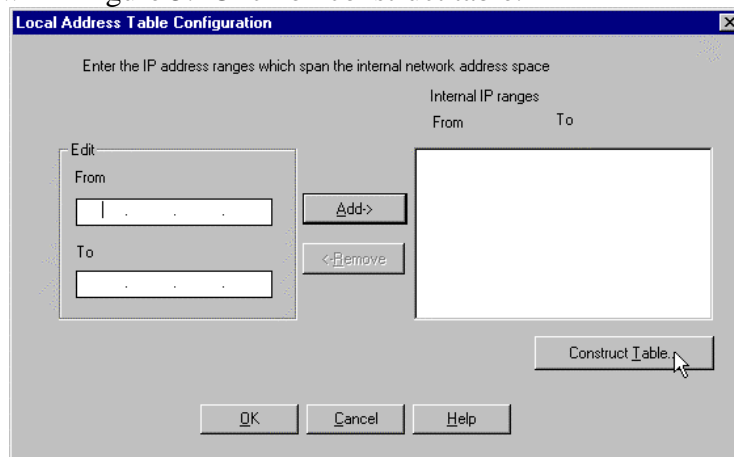 Local Address Table Configuration
Enter the IP address ranges which span the internal network address space
Internal IP ranges
From To
Edit
From
Add->
To
<-Remove
Construct Table...
OK Cancel Help